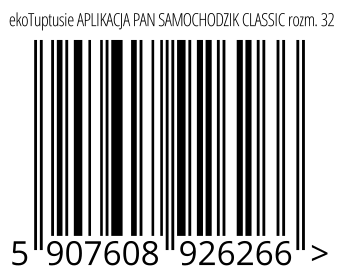 ekoTuptusie APLIKACJA PAN SAMOCHODZIK CLASSIC rozm. 32
5 907608 926266 >